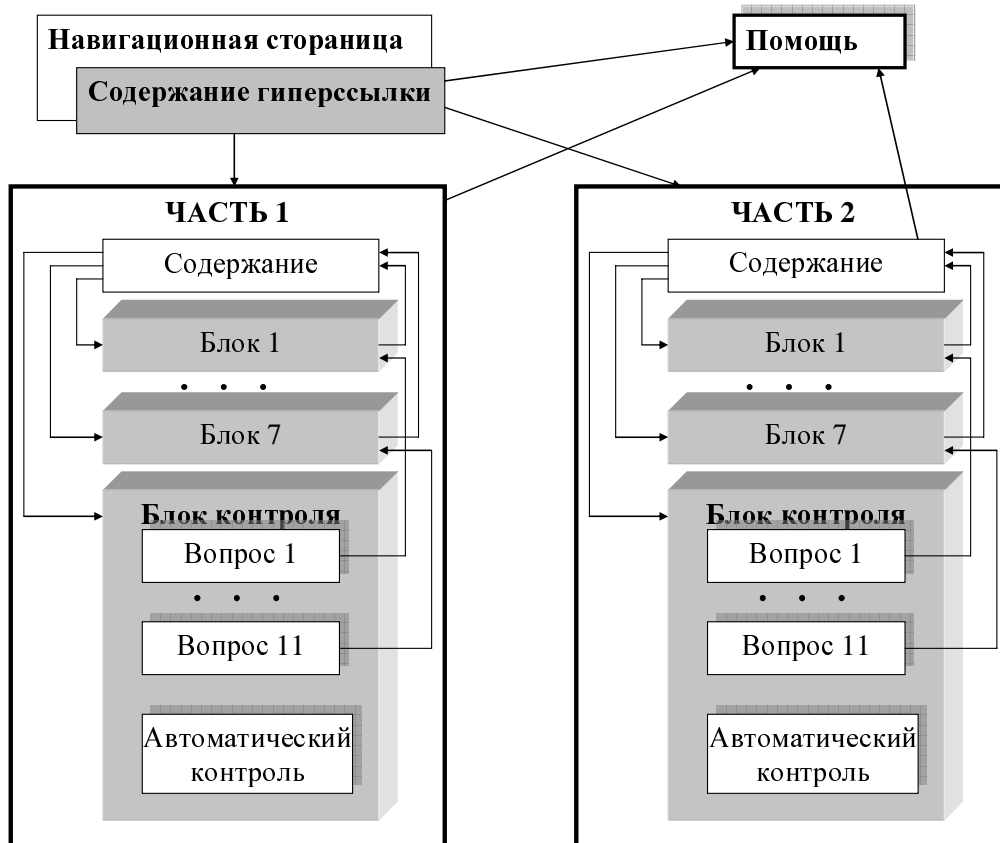 Навигационная стораница
Содержание гиперссылки
Помощь
ЧАСТЬ 1
Содержание
Блок 1
. . .
Блок 7
Блок контроля
Вопрос 1
. . .
Вопрос 11
Автоматический
контроль
ЧАСТЬ 2
Содержание
Блок 1
. . .
Блок 7
Блок контроля
Вопрос 1
. . .
Вопрос 11
Автоматический
контроль